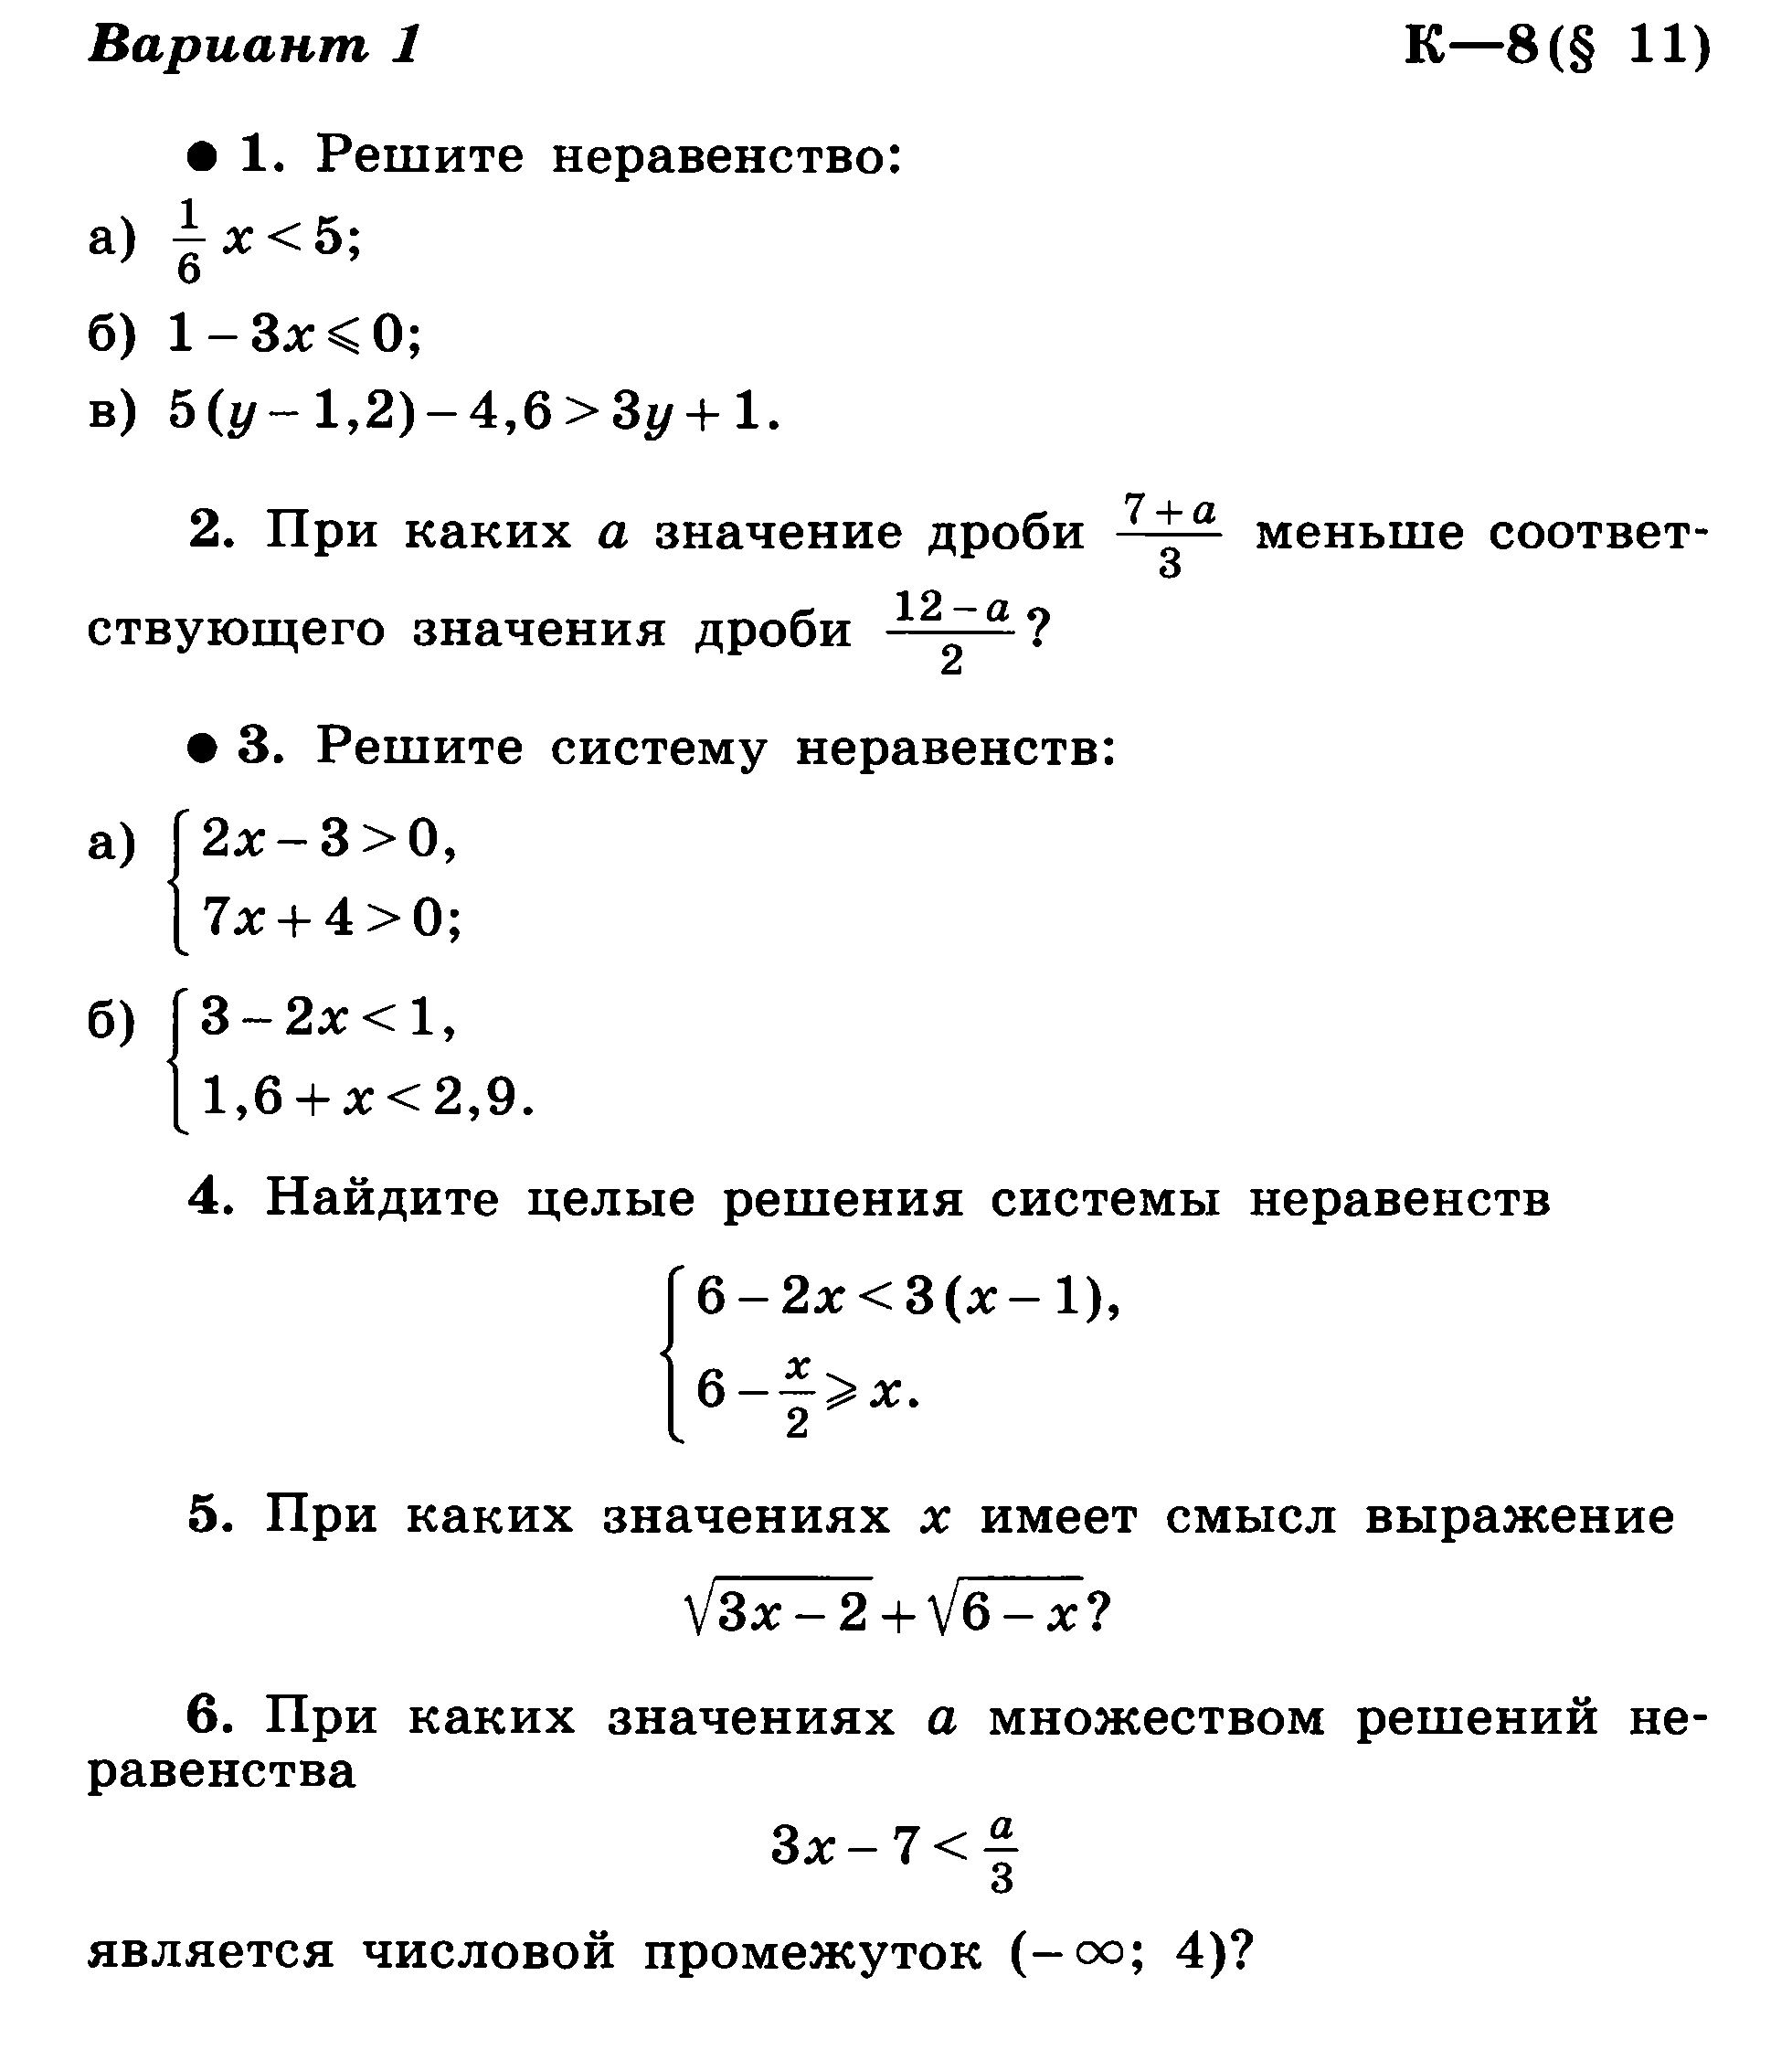 Вариант 1 К—8(§ 11)
● 1. Решите неравенство:
а) 1/6 x < 5;
б) 1 – 3x ⩽ 0;
в) 5(y – 1,2) – 4,6 > 3y + 1.
2. При каких a значение дроби (7 + a)/3 меньше соответ-
ствующего значения дроби (12 – a)/2?
● 3. Решите систему неравенств:
а) { 2x – 3 > 0,
7x + 4 > 0;
б) { 3 – 2x < 1,
1,6 + x < 2,9.
4. Найдите целые решения системы неравенств
{ 6 – 2x < 3(x – 1),
6 – x/2 ⩾ x.
5. При каких значениях x имеет смысл выражение
√(3x – 2) + √(6 – x)?
6. При каких значениях a множеством решений не-
равенства
3x – 7 < a/3
является числовой промежуток (– ∞; 4)?